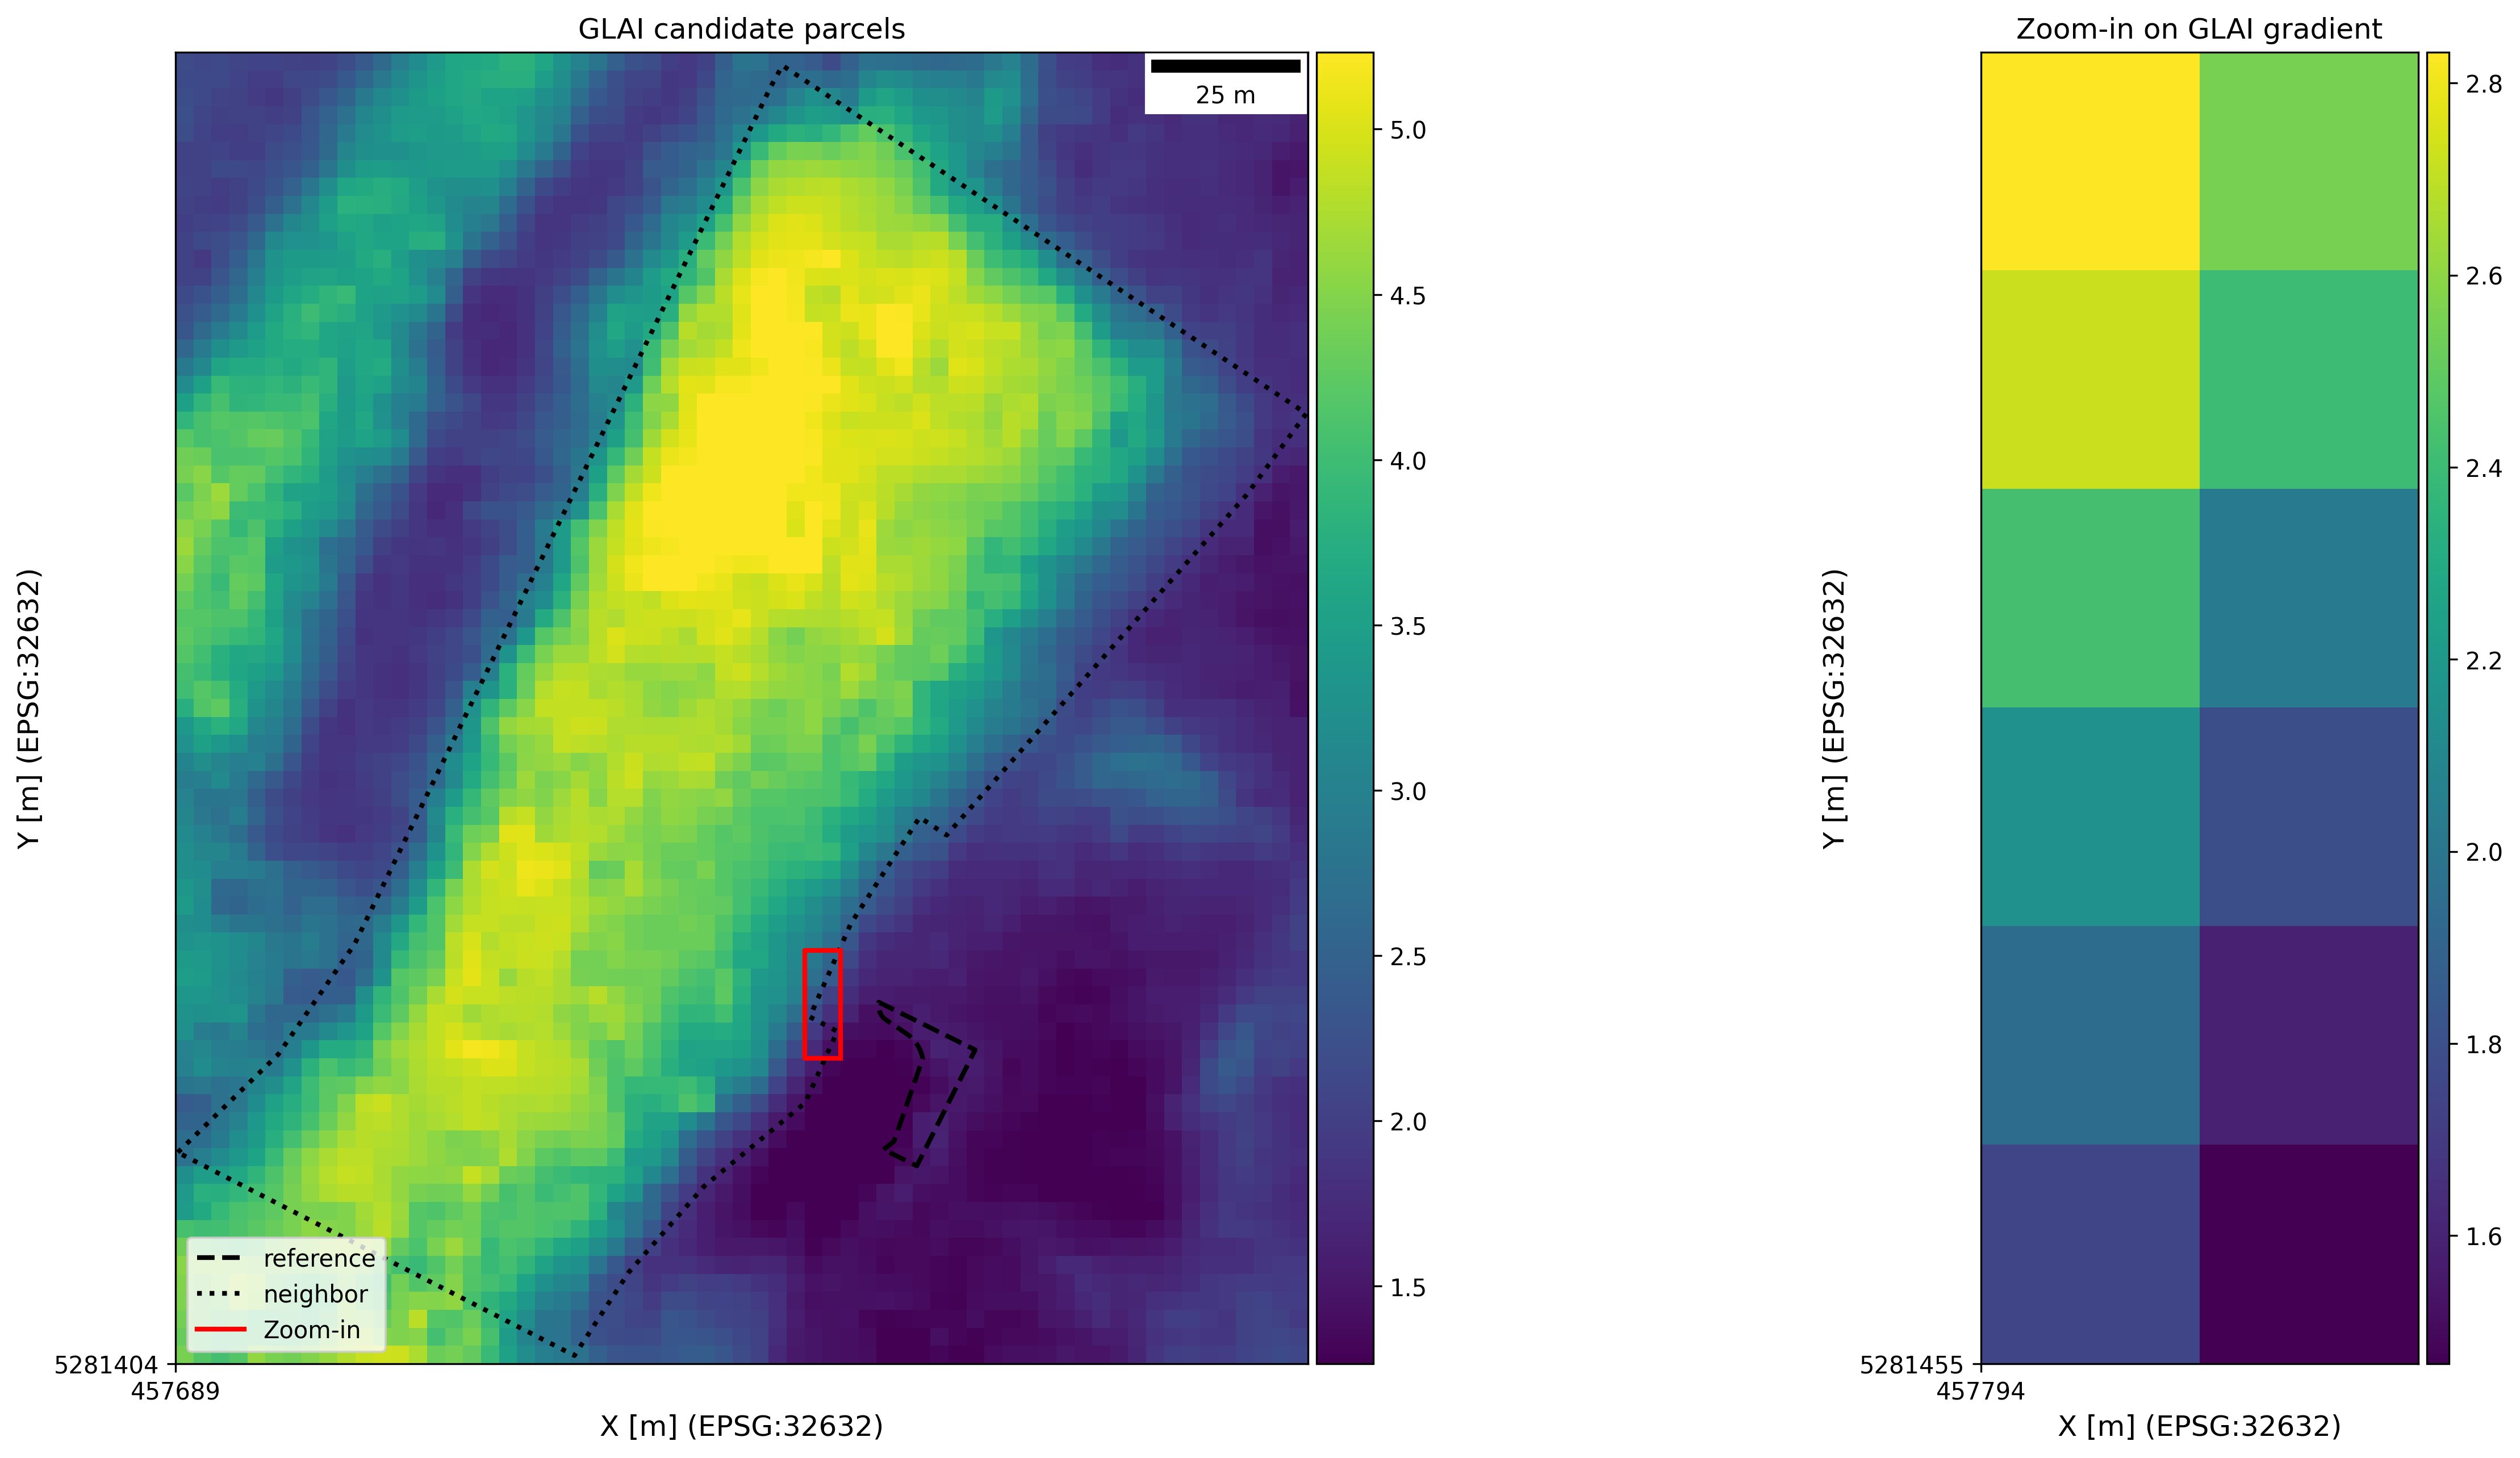 GLAI candidate parcels
25 m
5.0
4.5
4.0
3.5
3.0
2.5
2.0
1.5
Y [m] (EPSG:32632)
reference
neighbor
Zoom-in
5281404
457689
X [m] (EPSG:32632)
Zoom-in on GLAI gradient
2.8
2.6
2.4
2.2
2.0
1.8
1.6
Y [m] (EPSG:32632)
5281455
457794
X [m] (EPSG:32632)